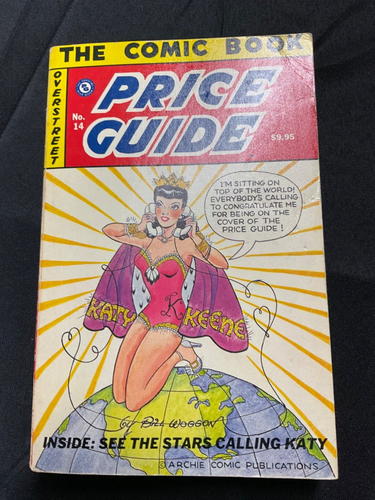 THE COMIC BOOK
OVERSTREET
PRICE
GUIDE
No.
14
$9.95
I'M SITTING ON
TOP OF THE WORLD!
EVERYBODY'S CALLING
TO CONGRATULATE ME
FOR BEING ON THE
COVER OF THE
PRICE GUIDE!
KATY
K
KEENE
By BILL WOGGON
INSIDE: SEE THE STARS CALLING KATY
© ARCHIE COMIC PUBLICATIONS